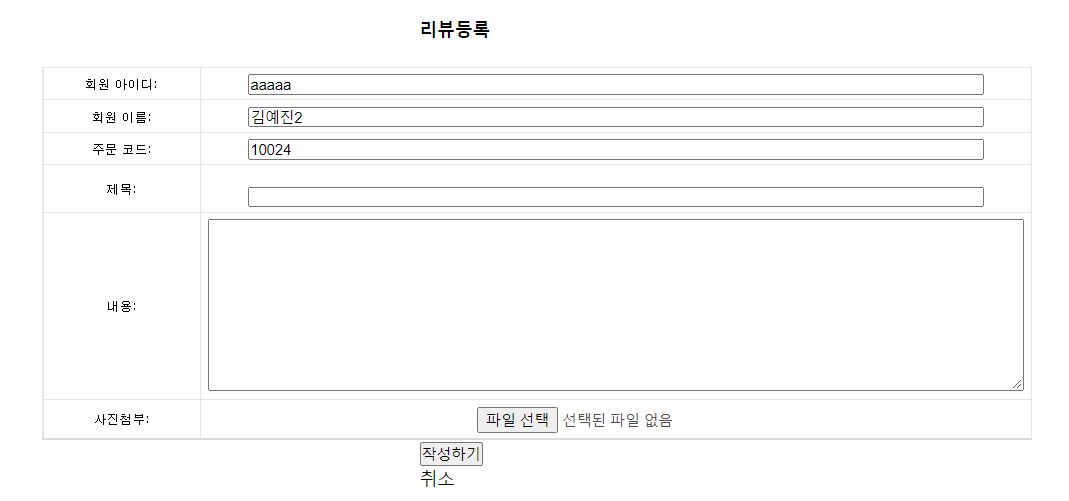 리뷰등록
회원 아이디: aaaaa
회원 이름: 김예진2
주문 코드: 10024
제목:
내용:
사진첨부: 파일 선택 선택된 파일 없음
작성하기
취소